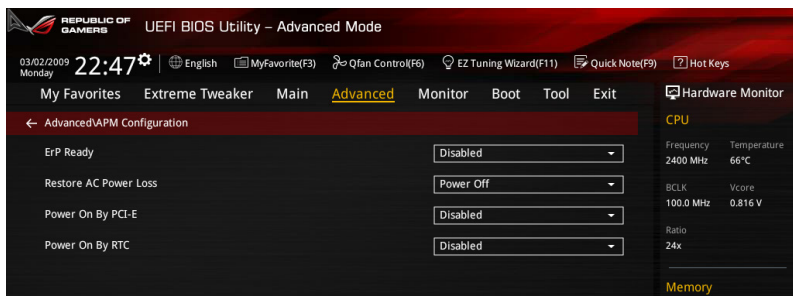 REPUBLIC OF
GAMERS
UEFI BIOS Utility – Advanced Mode
03/02/2009
Monday
22:47
English
MyFavorite(F3)
Qfan Control(F6)
EZ Tuning Wizard(F11)
Quick Note(F9)
? Hot Keys
My Favorites Extreme Tweaker Main Advanced Monitor Boot Tool Exit
Hardware Monitor
← Advanced\APM Configuration
ErP Ready Disabled
Restore AC Power Loss Power Off
Power On By PCI-E Disabled
Power On By RTC Disabled
CPU
Frequency Temperature
2400 MHz 66°C
BCLK Vcore
100.0 MHz 0.816 V
Ratio
24x
Memory